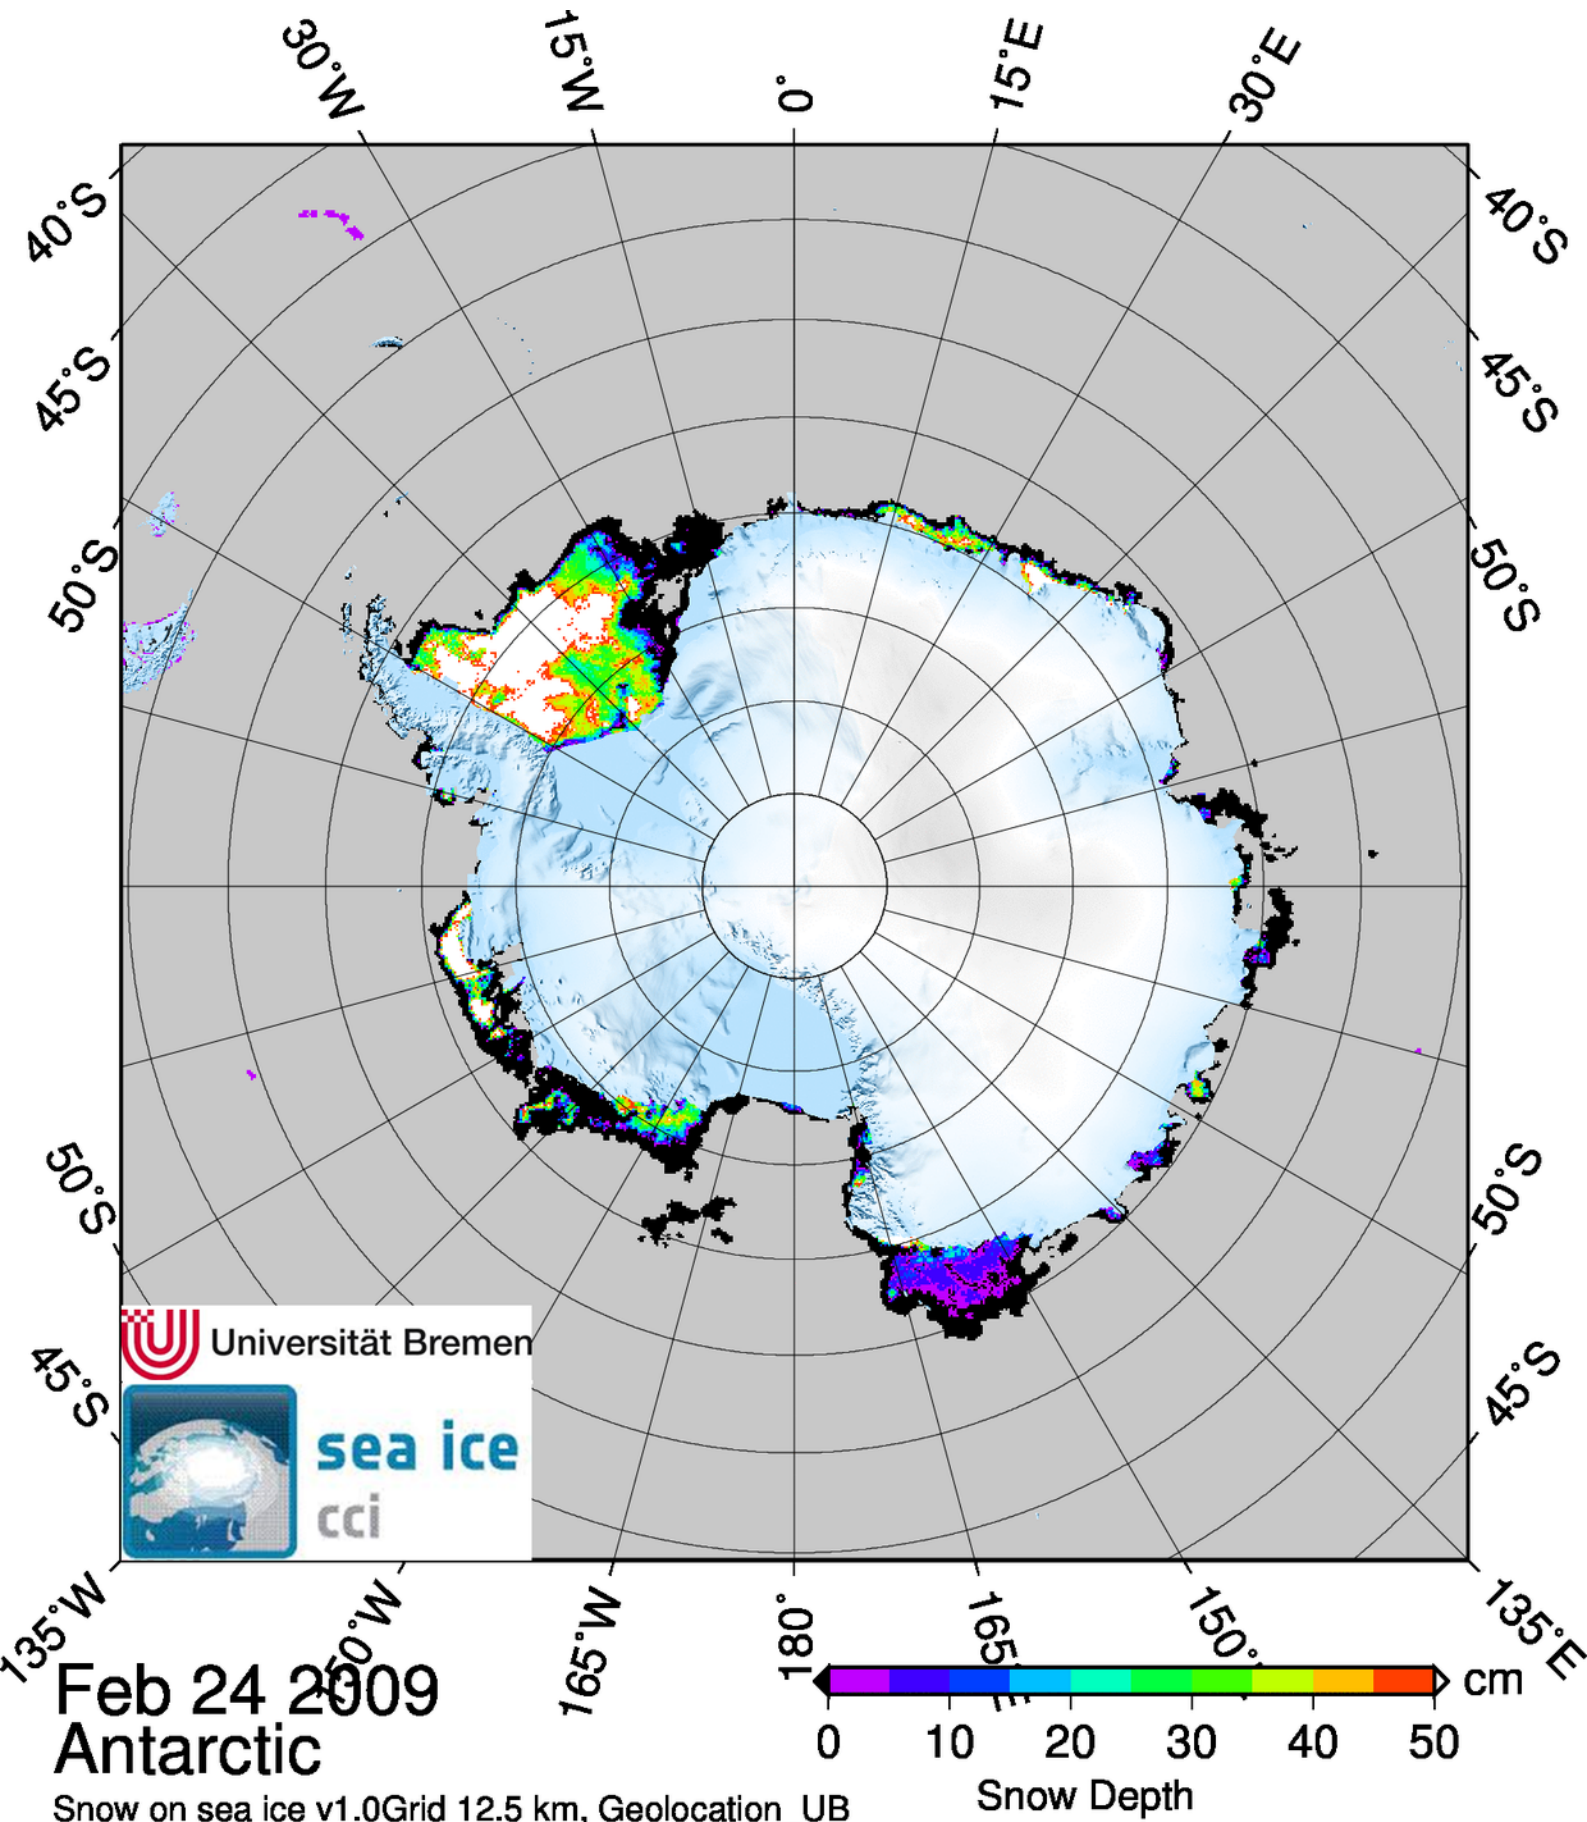 30°W 15°W 0° 15°E 30°E
40°S 40°S
45°S 45°S
50°S 50°S
50°S 50°S
45°S 45°S
Universität Bremen
sea ice
cci
135°W 150°W 165°W 180° 165°E 150° 135°E
Feb 24 2009
Antarctic
Snow on sea ice v1.0Grid 12.5 km, Geolocation UB
cm
0 10 20 30 40 50
Snow Depth